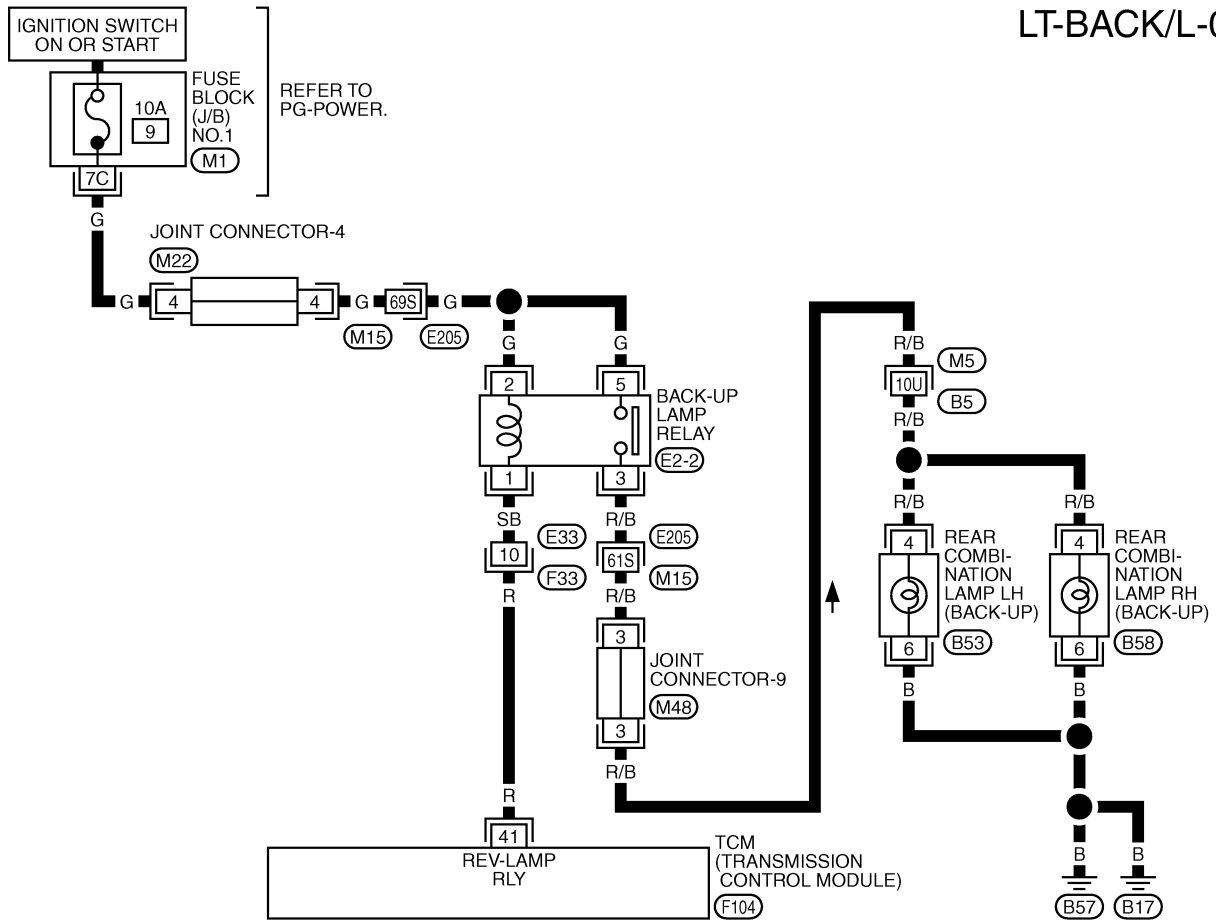 LT-BACK/L-0
IGNITION SWITCH
ON OR START
FUSE
BLOCK
(J/B)
NO.1
M1
10A
9
REFER TO
PG-POWER.
7C
G
JOINT CONNECTOR-4
M22
G
4
4
G
69S
G
M15
E205
G
G
2
5
BACK-UP
LAMP
RELAY
E2-2
1
3
SB
R/B
E33
E205
10
61S
F33
M15
R
R/B
3
JOINT
CONNECTOR-9
M48
3
R/B
R
41
REV-LAMP
RLY
TCM
(TRANSMISSION
CONTROL MODULE)
F104
R/B
M5
10U
B5
R/B
R/B
R/B
4
REAR
COMBI-
NATION
LAMP LH
(BACK-UP)
B53
6
B
4
REAR
COMBI-
NATION
LAMP RH
(BACK-UP)
B58
6
B
B
B
B57
B17